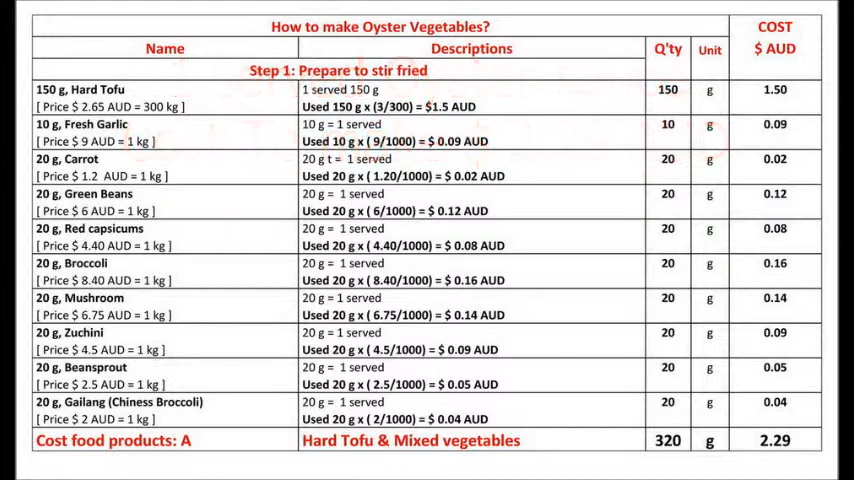 How to make Oyster Vegetables?
COST
$ AUD
Name
Descriptions
Q'ty
Unit
Step 1: Prepare to stir fried
150 g, Hard Tofu
1 served 150 g
150
g
1.50
[ Price $ 2.65 AUD = 300 kg ]
Used 150 g x (3/300) = $1.5 AUD
10 g, Fresh Garlic
10 g = 1 served
10
g
0.09
[ Price $ 9 AUD = 1 kg ]
Used 10 g x ( 9/1000) = $ 0.09 AUD
20 g, Carrot
20 g t = 1 served
20
g
0.02
[ Price $ 1.2 AUD = 1 kg ]
Used 20 g x ( 1.20/1000) = $ 0.02 AUD
20 g, Green Beans
20 g = 1 served
20
g
0.12
[ Price $ 6 AUD = 1 kg ]
Used 20 g x ( 6/1000) = $ 0.12 AUD
20 g, Red capsicums
20 g = 1 served
20
g
0.08
[ Price $ 4.40 AUD = 1 kg ]
Used 20 g x ( 4.40/1000) = $ 0.08 AUD
20 g, Broccoli
20 g = 1 served
20
g
0.16
[ Price $ 8.40 AUD = 1 kg ]
Used 20 g x ( 8.40/1000) = $ 0.16 AUD
20 g, Mushroom
20 g = 1 served
20
g
0.14
[ Price $ 6.75 AUD = 1 kg ]
Used 20 g x ( 6.75/1000) = $ 0.14 AUD
20 g, Zuchini
20 g = 1 served
20
g
0.09
[ Price $ 4.5 AUD = 1 kg ]
Used 20 g x ( 4.5/1000) = $ 0.09 AUD
20 g, Beansprout
20 g = 1 served
20
g
0.05
[ Price $ 2.5 AUD = 1 kg ]
Used 20 g x ( 2.5/1000) = $ 0.05 AUD
20 g, Gailang (Chiness Broccoli)
20 g = 1 served
20
g
0.04
[ Price $ 2 AUD = 1 kg ]
Used 20 g x ( 2/1000) = $ 0.04 AUD
Cost food products: A
Hard Tofu & Mixed vegetables
320
g
2.29